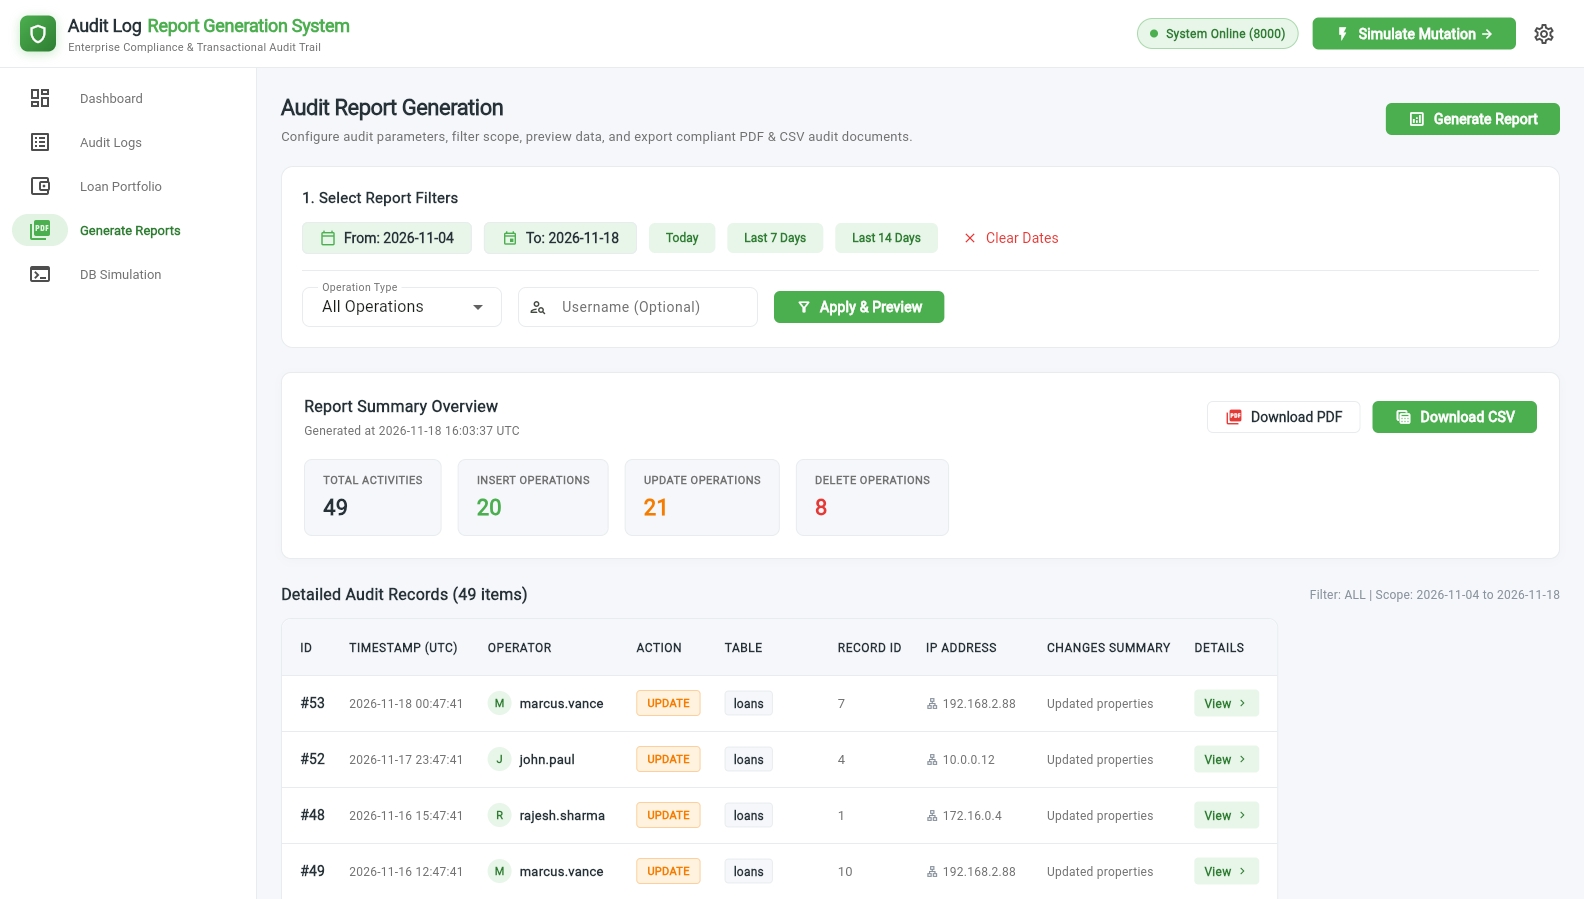 Audit Log Report Generation System
Enterprise Compliance & Transactional Audit Trail
System Online (8000)
Simulate Mutation →
Dashboard
Audit Logs
Loan Portfolio
PDF
Generate Reports
DB Simulation
Audit Report Generation
Configure audit parameters, filter scope, preview data, and export compliant PDF & CSV audit documents.
Generate Report
1. Select Report Filters
From: 2026-11-04
To: 2026-11-18
Today
Last 7 Days
Last 14 Days
Clear Dates
Operation Type
All Operations
Username (Optional)
Apply & Preview
Report Summary Overview
Generated at 2026-11-18 16:03:37 UTC
PDF
Download PDF
Download CSV
TOTAL ACTIVITIES
49
INSERT OPERATIONS
20
UPDATE OPERATIONS
21
DELETE OPERATIONS
8
Detailed Audit Records (49 items)
Filter: ALL | Scope: 2026-11-04 to 2026-11-18
ID TIMESTAMP (UTC) OPERATOR ACTION TABLE RECORD ID IP ADDRESS CHANGES SUMMARY DETAILS
#53 2026-11-18 00:47:41 M marcus.vance UPDATE loans 7 192.168.2.88 Updated properties View
#52 2026-11-17 23:47:41 J john.paul UPDATE loans 4 10.0.0.12 Updated properties View
#48 2026-11-16 15:47:41 R rajesh.sharma UPDATE loans 1 172.16.0.4 Updated properties View
#49 2026-11-16 12:47:41 M marcus.vance UPDATE loans 10 192.168.2.88 Updated properties View